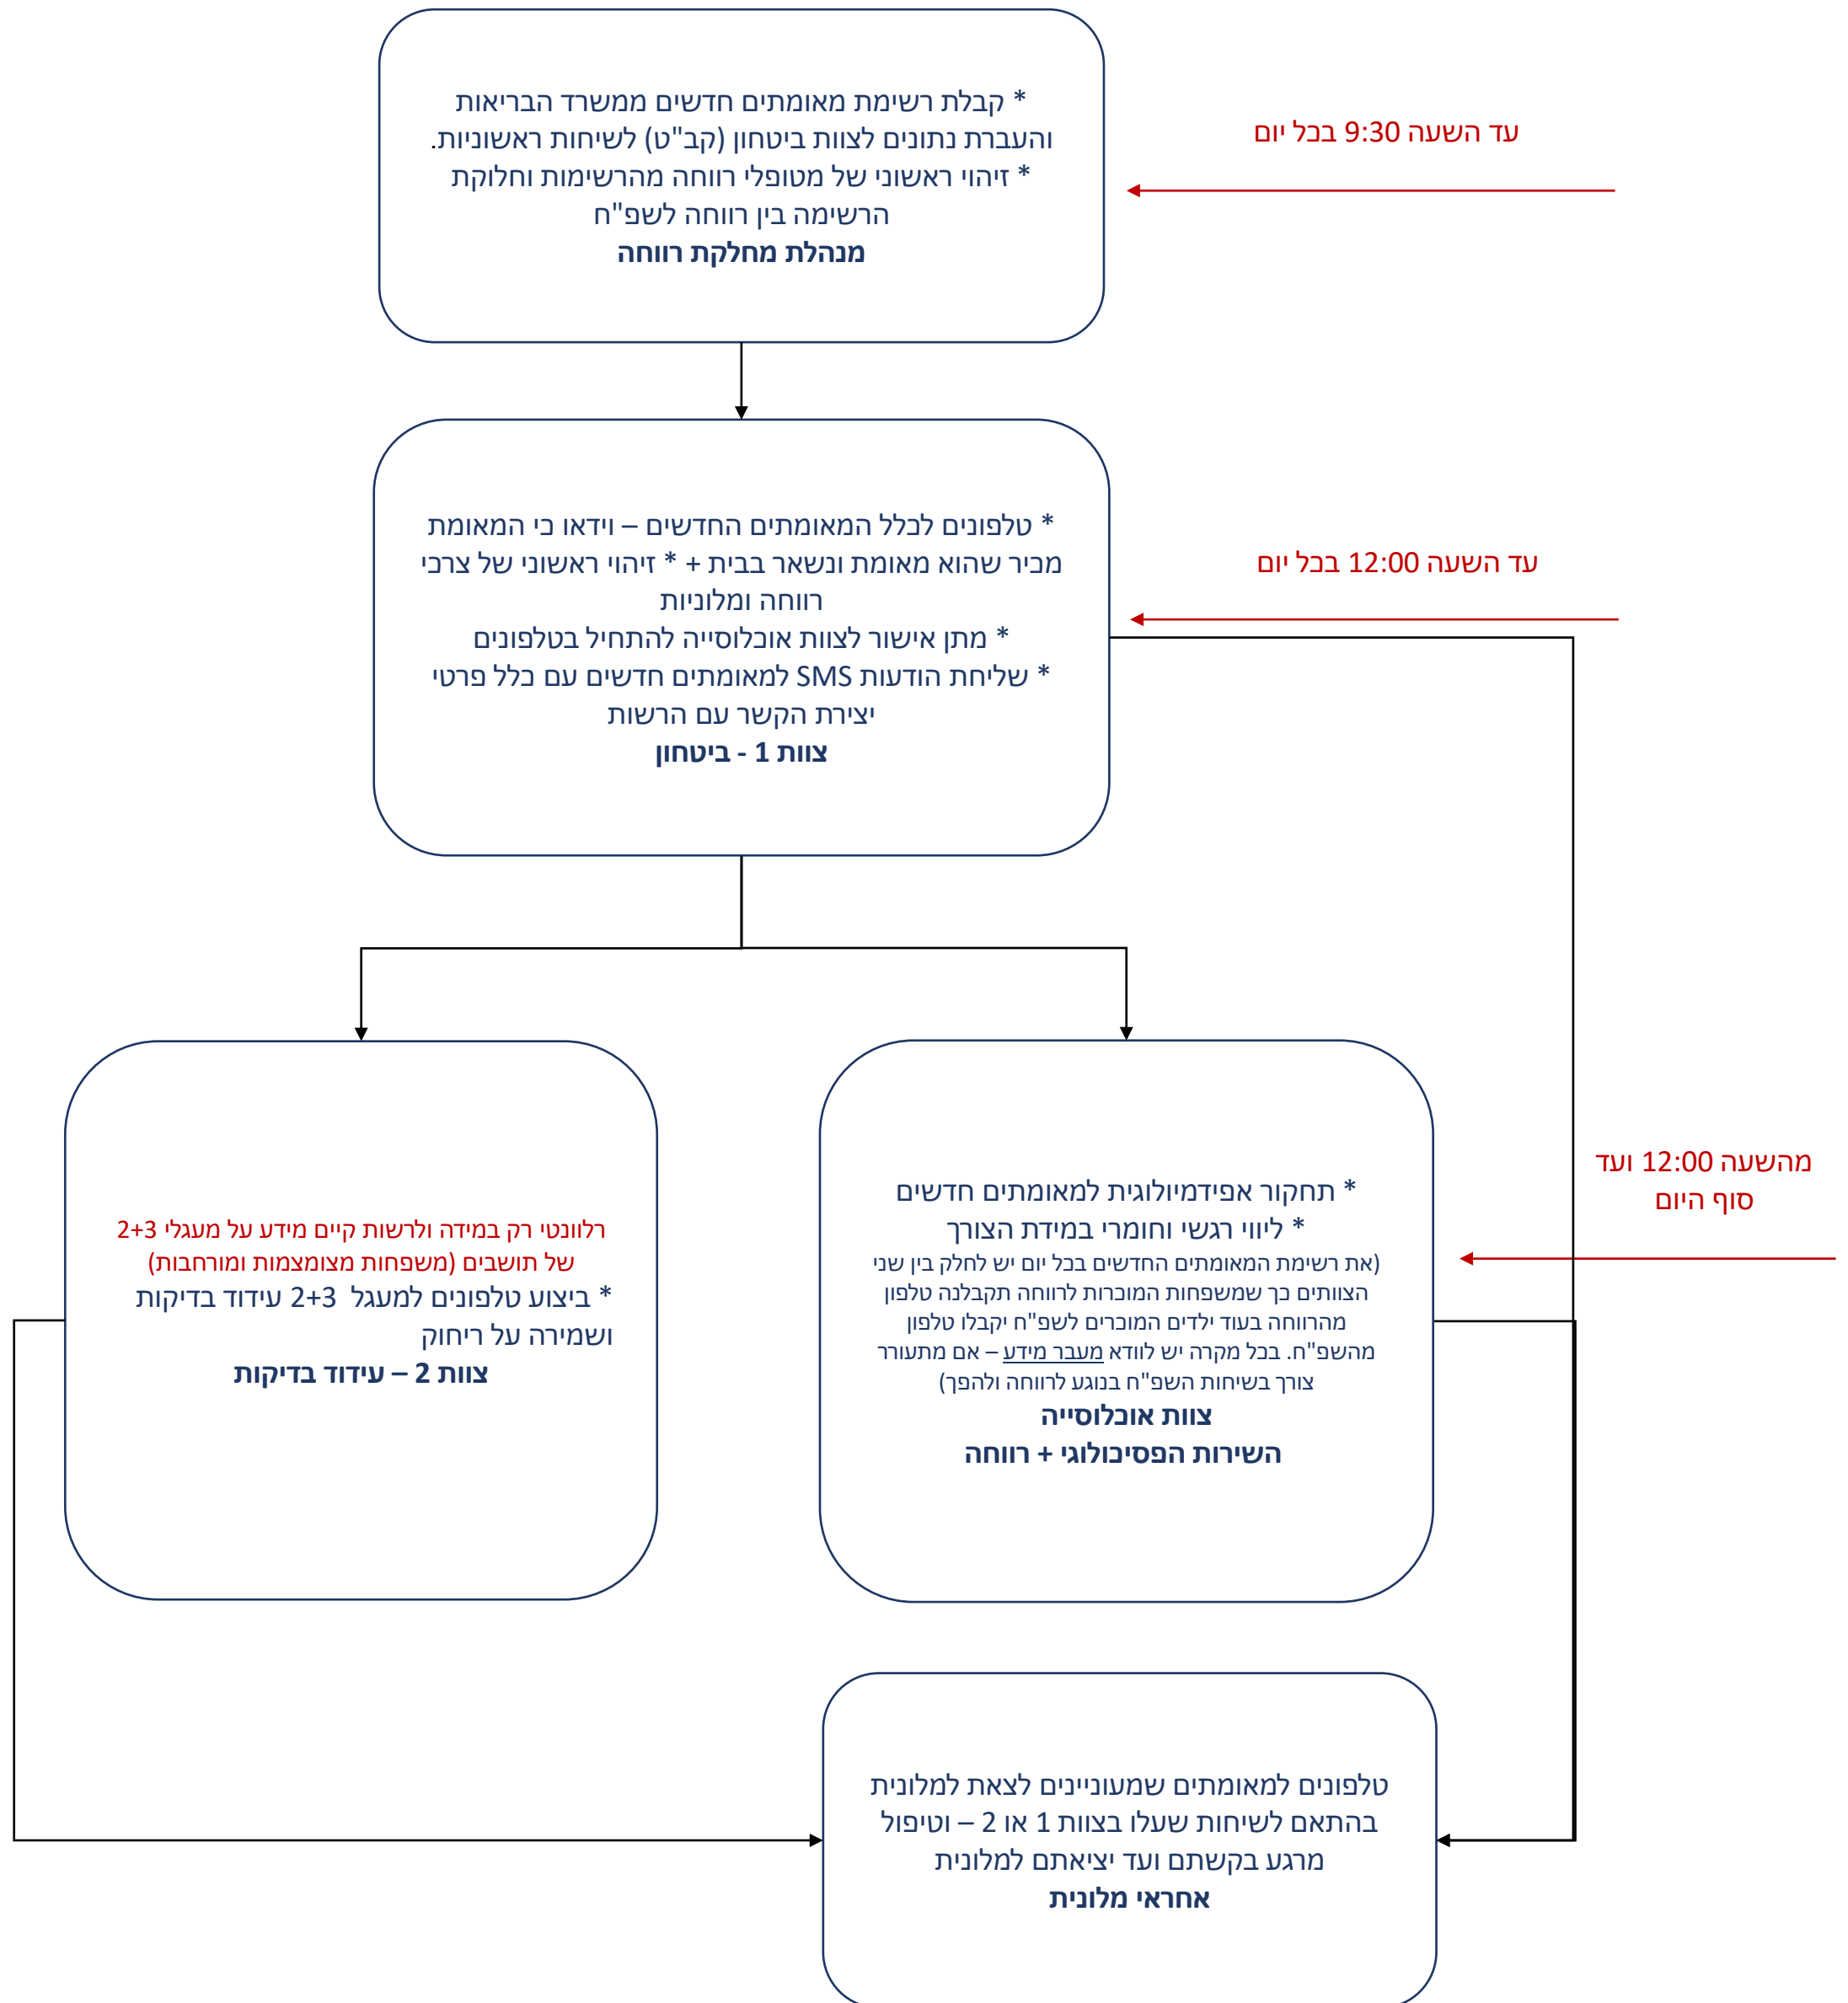 * קבלת רשימת מאומתים חדשים ממשרד הבריאות
והעברת נתונים לצוות ביטחון (קב"ט) לשיחות ראשוניות.
* זיהוי ראשוני של מטופלי רווחה מהרשימות וחלוקת
הרשימה בין רווחה לשפ"ח
מנהלת מחלקת רווחה
עד השעה 9:30 בכל יום
* טלפונים לכלל המאומתים החדשים – וידאו כי המאומת
מכיר שהוא מאומת ונשאר בבית + * זיהוי ראשוני של צרכי
רווחה ומלוניות
* מתן אישור לצוות אוכלוסייה להתחיל בטלפונים
* שליחת הודעות SMS למאומתים חדשים עם כלל פרטי
יצירת הקשר עם הרשות
צוות 1 - ביטחון
עד השעה 12:00 בכל יום
מהשעה 12:00 ועד
סוף היום
* תחקור אפידמיולוגית למאומתים חדשים
* ליווי רגשי וחומרי במידת הצורך
(את רשימת המאומתים החדשים בכל יום יש לחלק בין שני
הצוותים כך שמשפחות המוכרות לרווחה תקבלנה טלפון
מהרווחה בעוד ילדים המוכרים לשפ"ח יקבלו טלפון
מהשפ"ח. בכל מקרה יש לוודא מעבר מידע – אם מתעורר
צורך בשיחות השפ"ח בנוגע לרווחה ולהפך)
צוות אוכלוסייה
השירות הפסיכולוגי + רווחה
רלוונטי רק במידה ולרשות קיים מידע על מעגלי 2+3
של תושבים (משפחות מצומצמות ומורחבות)
* ביצוע טלפונים למעגל 2+3 עידוד בדיקות
ושמירה על ריחוק
צוות 2 – עידוד בדיקות
טלפונים למאומתים שמעוניינים לצאת למלונית
בהתאם לשיחות שעלו בצוות 1 או 2 – וטיפול
מרגע בקשתם ועד יציאתם למלונית
אחראי מלונית